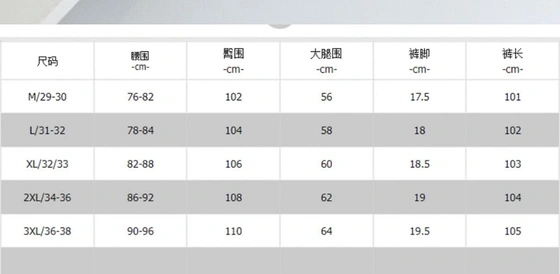 尺码 腰围 臀围 大腿围 裤脚 裤长
-cm- -cm- -cm- -cm- -cm-
M/29-30 76-82 102 56 17.5 101
L/31-32 78-84 104 58 18 102
XL/32/33 82-88 106 60 18.5 103
2XL/34-36 86-92 108 62 19 104
3XL/36-38 90-96 110 64 19.5 105